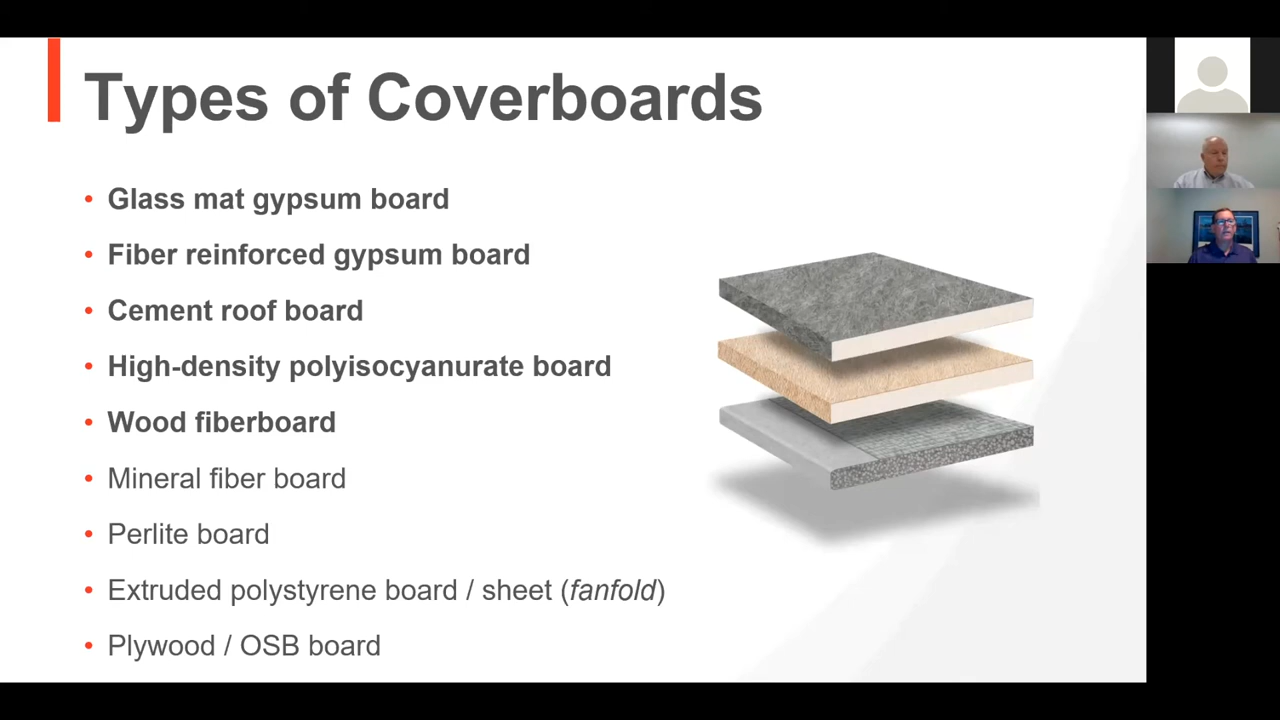 Types of Coverboards
• Glass mat gypsum board
• Fiber reinforced gypsum board
• Cement roof board
• High-density polyisocyanurate board
• Wood fiberboard
• Mineral fiber board
• Perlite board
• Extruded polystyrene board / sheet (fanfold)
• Plywood / OSB board